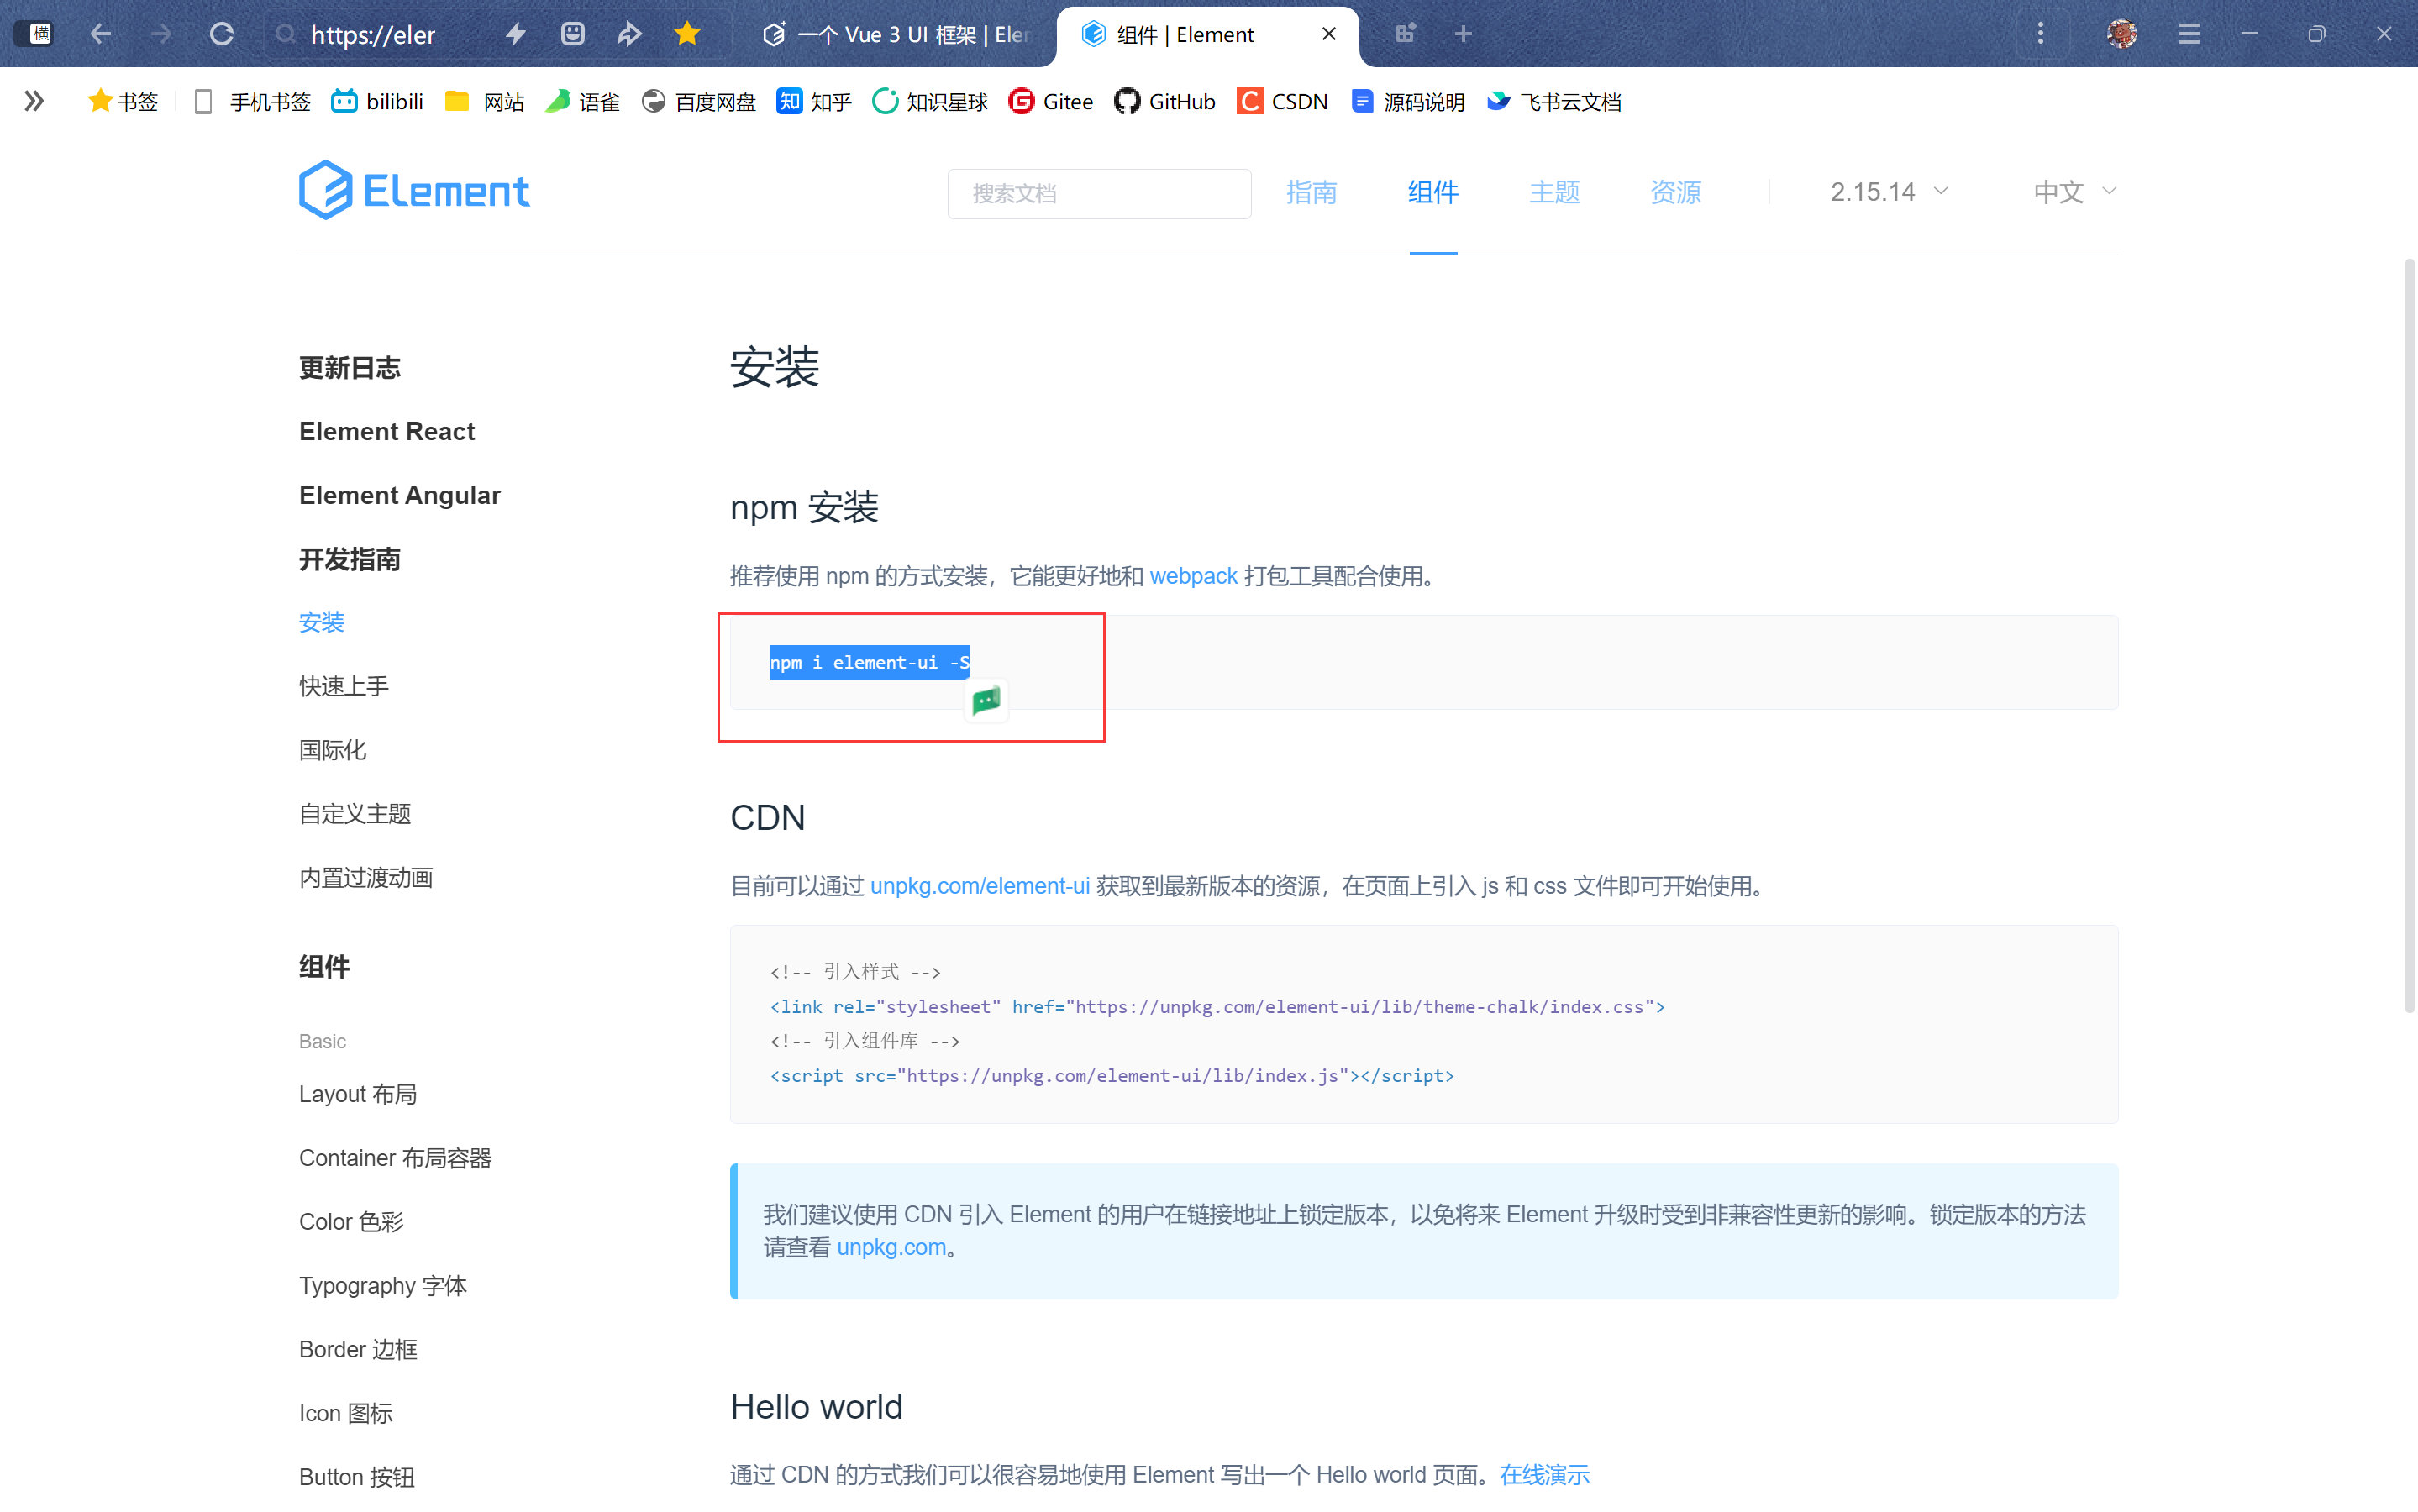 横
https://eler
一个 Vue 3 UI 框架 | Eler
组件 | Element
书签
手机书签
bilibili
网站
语雀
百度网盘
知 知乎
知识星球
Gitee
GitHub
CSDN
源码说明
飞书云文档
Element
搜索文档
指南
组件
主题
资源
2.15.14
中文
更新日志
Element React
Element Angular
开发指南
安装
快速上手
国际化
自定义主题
内置过渡动画
组件
Basic
Layout 布局
Container 布局容器
Color 色彩
Typography 字体
Border 边框
Icon 图标
Button 按钮
安装
npm 安装
推荐使用 npm 的方式安装，它能更好地和 webpack 打包工具配合使用。
npm i element-ui -S
CDN
目前可以通过 unpkg.com/element-ui 获取到最新版本的资源，在页面上引入 js 和 css 文件即可开始使用。
<!-- 引入样式 -->
<link rel="stylesheet" href="https://unpkg.com/element-ui/lib/theme-chalk/index.css">
<!-- 引入组件库 -->
<script src="https://unpkg.com/element-ui/lib/index.js"></script>
我们建议使用 CDN 引入 Element 的用户在链接地址上锁定版本，以免将来 Element 升级时受到非兼容性更新的影响。锁定版本的方法
请查看 unpkg.com。
Hello world
通过 CDN 的方式我们可以很容易地使用 Element 写出一个 Hello world 页面。在线演示